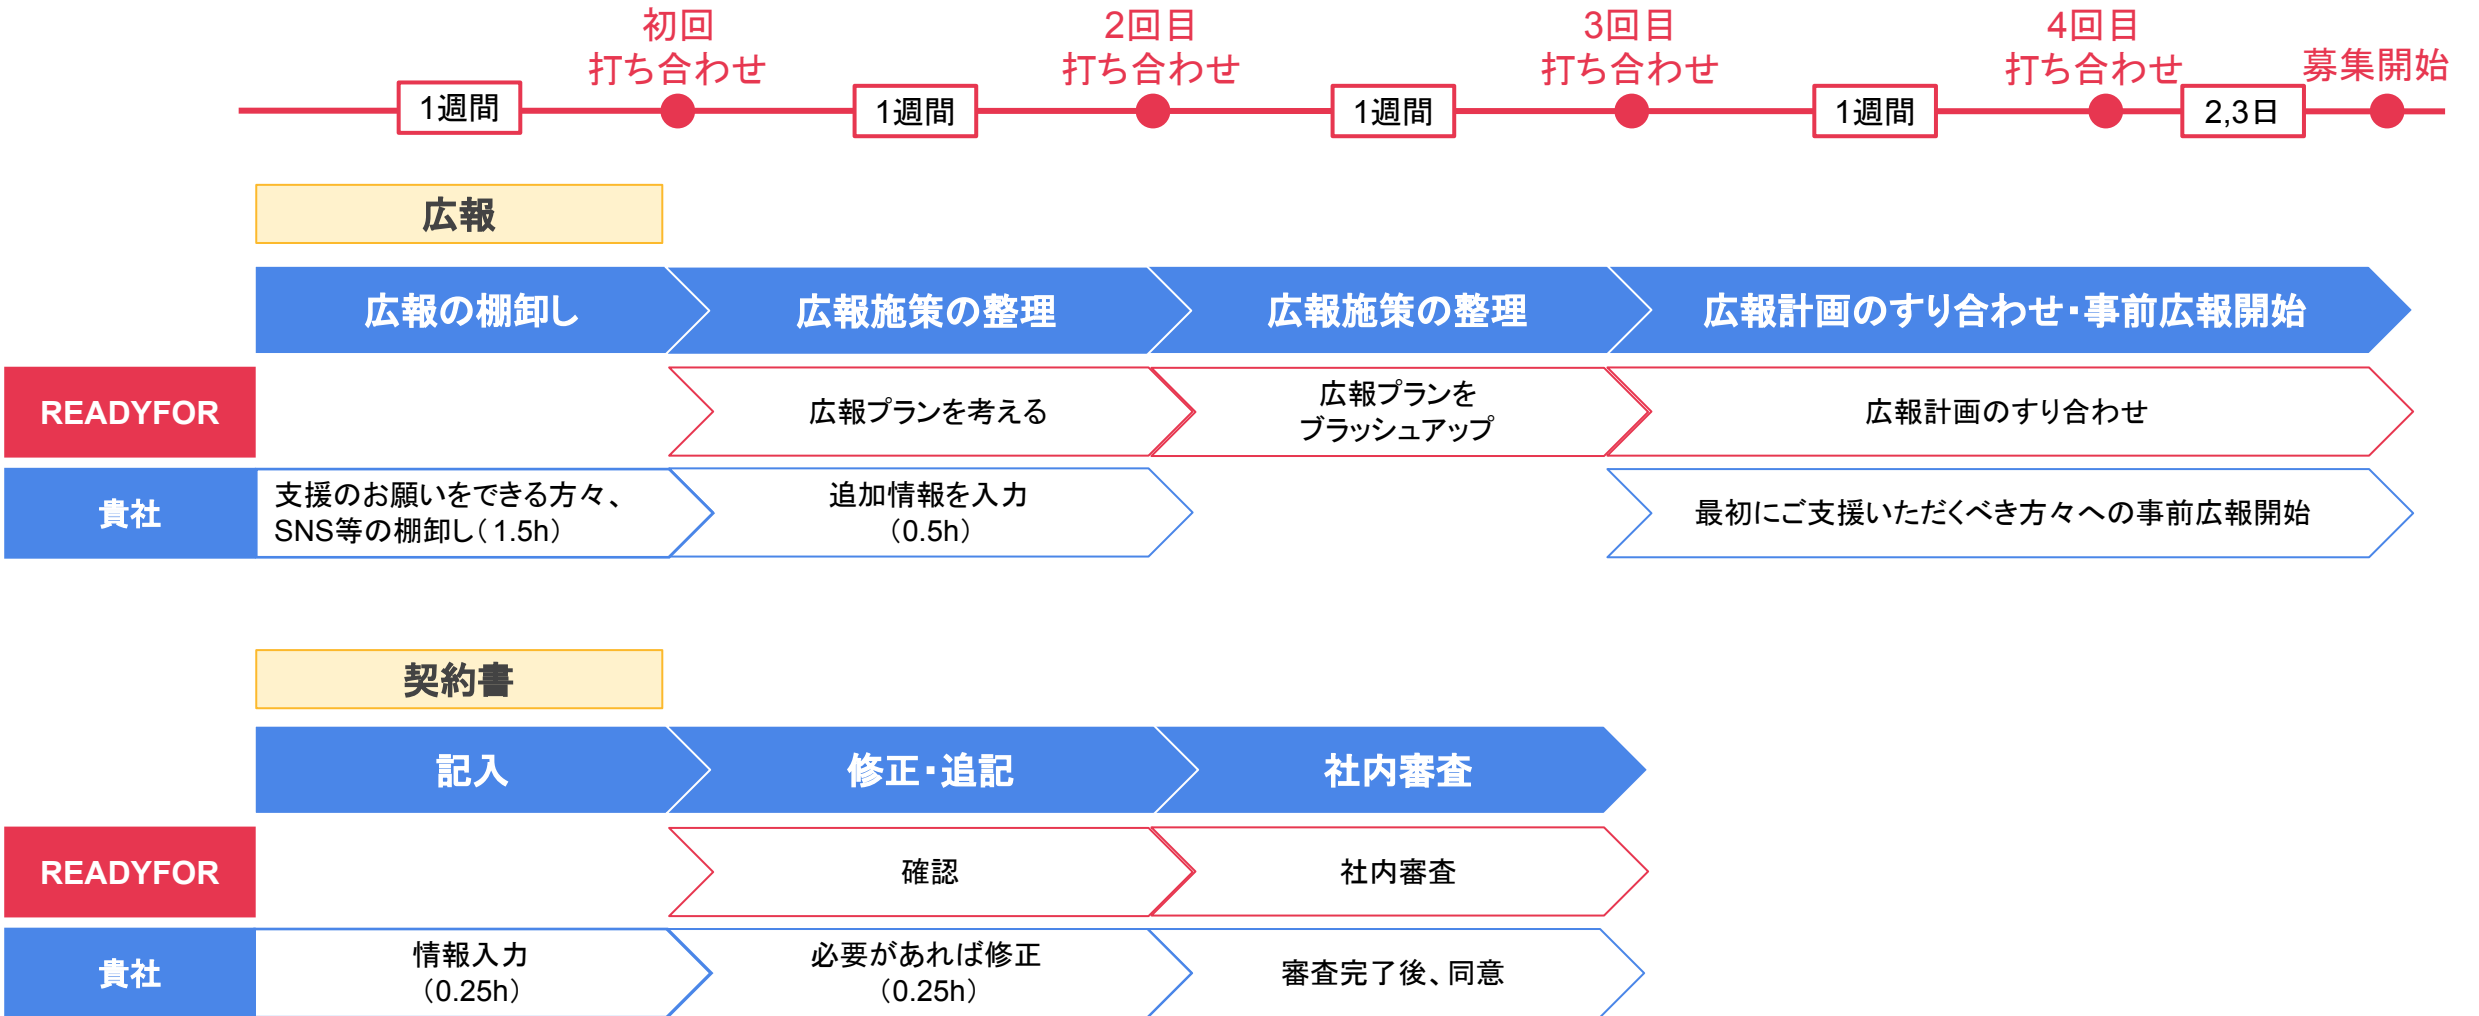 初回
打ち合わせ
2回目
打ち合わせ
3回目
打ち合わせ
4回目
打ち合わせ
募集開始
1週間
1週間
1週間
1週間
2,3日
広報
広報の棚卸し
広報施策の整理
広報施策の整理
広報計画のすり合わせ・事前広報開始
READYFOR
広報プランを考える
広報プランを
ブラッシュアップ
広報計画のすり合わせ
貴社
支援のお願いをできる方々、
SNS等の棚卸し（1.5h）
追加情報を入力
（0.5h）
最初にご支援いただくべき方々への事前広報開始
契約書
記入
修正・追記
社内審査
READYFOR
確認
社内審査
貴社
情報入力
（0.25h）
必要があれば修正
（0.25h）
審査完了後、同意